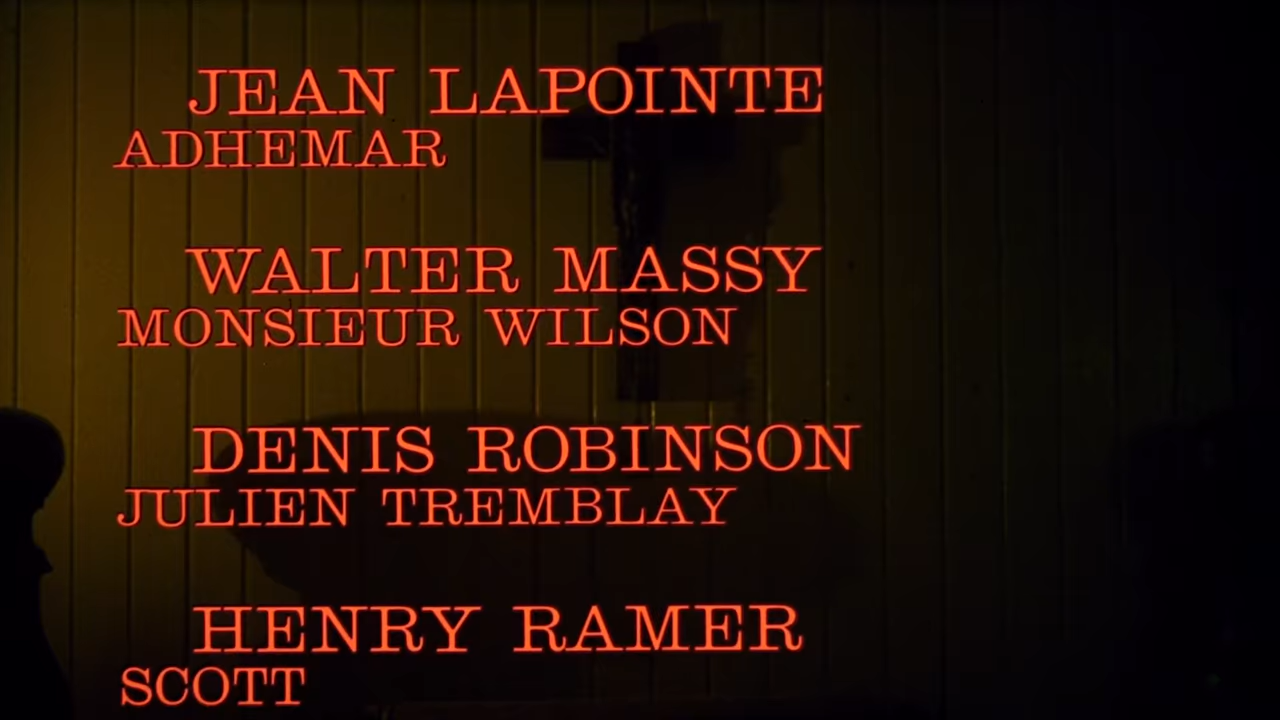 JEAN LAPOINTE
ADHEMAR
WALTER MASSY
MONSIEUR WILSON
DENIS ROBINSON
JULIEN TREMBLAY
HENRY RAMER
SCOTT